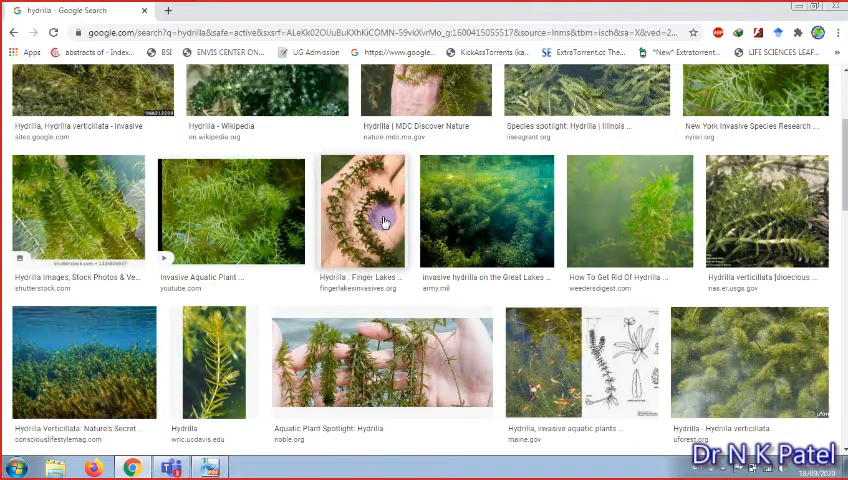 hydrilla - Google Search
google.com/search?q=hydrilla&safe=active&sxsrf=ALeKk02OUuBuKXhKiCOMN-59vkXvrMo_g:1600415055517&source=lnms&tbm=isch&sa=X&ved=2...
Apps abstracts of - Index... BSI ENVIS CENTER ON... UG Admission https://www.google... KickAssTorrents (ka... ExtraTorrent.cc The... *New* Extratorrent... LIFE SCIENCES LEAF...
Hydrilla, Hydrilla verticillata - invasive
sites.google.com
Hydrilla - Wikipedia
en.wikipedia.org
Hydrilla | MDC Discover Nature
nature.mdc.mo.gov
Species spotlight: Hydrilla | Illinois ...
iiseagrant.org
New York Invasive Species Research ...
nyisri.org
Hydrilla Images, Stock Photos & Ve...
shutterstock.com
Invasive Aquatic Plant ...
youtube.com
Hydrilla . Finger Lakes ...
fingerlakesinvasives.org
invasive hydrilla on the Great Lakes ...
army.mil
How To Get Rid Of Hydrilla ...
weedersdigest.com
Hydrilla verticillata [dioecious ...
nas.er.usgs.gov
Hydrilla Verticillata: Nature's Secret ...
consciouslifestylemag.com
Hydrilla
wric.ucdavis.edu
Aquatic Plant Spotlight: Hydrilla
noble.org
Hydrilla, invasive aquatic plants ...
maine.gov
Hydrilla - Hydrilla verticillata
uforest.org
Dr N K Patel
18/09/2020